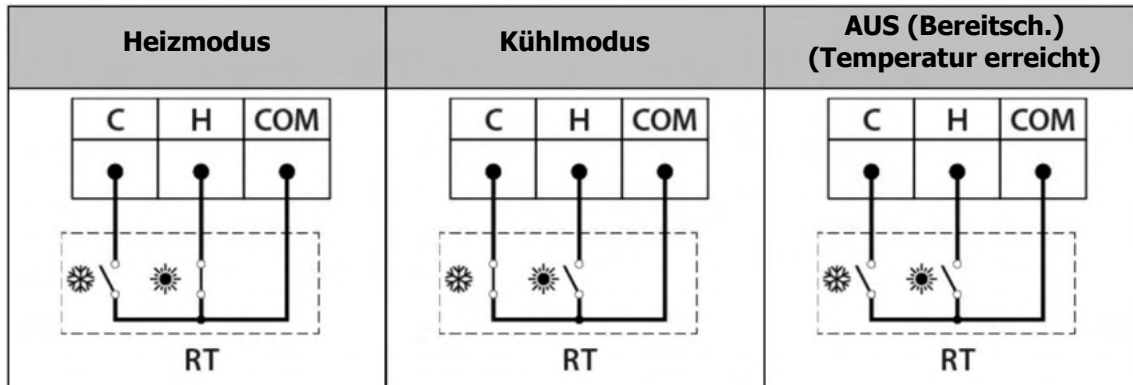 Heizmodus
Kühlmodus
AUS (Bereitsch.)
(Temperatur erreicht)
C H COM
RT
C H COM
RT
C H COM
RT